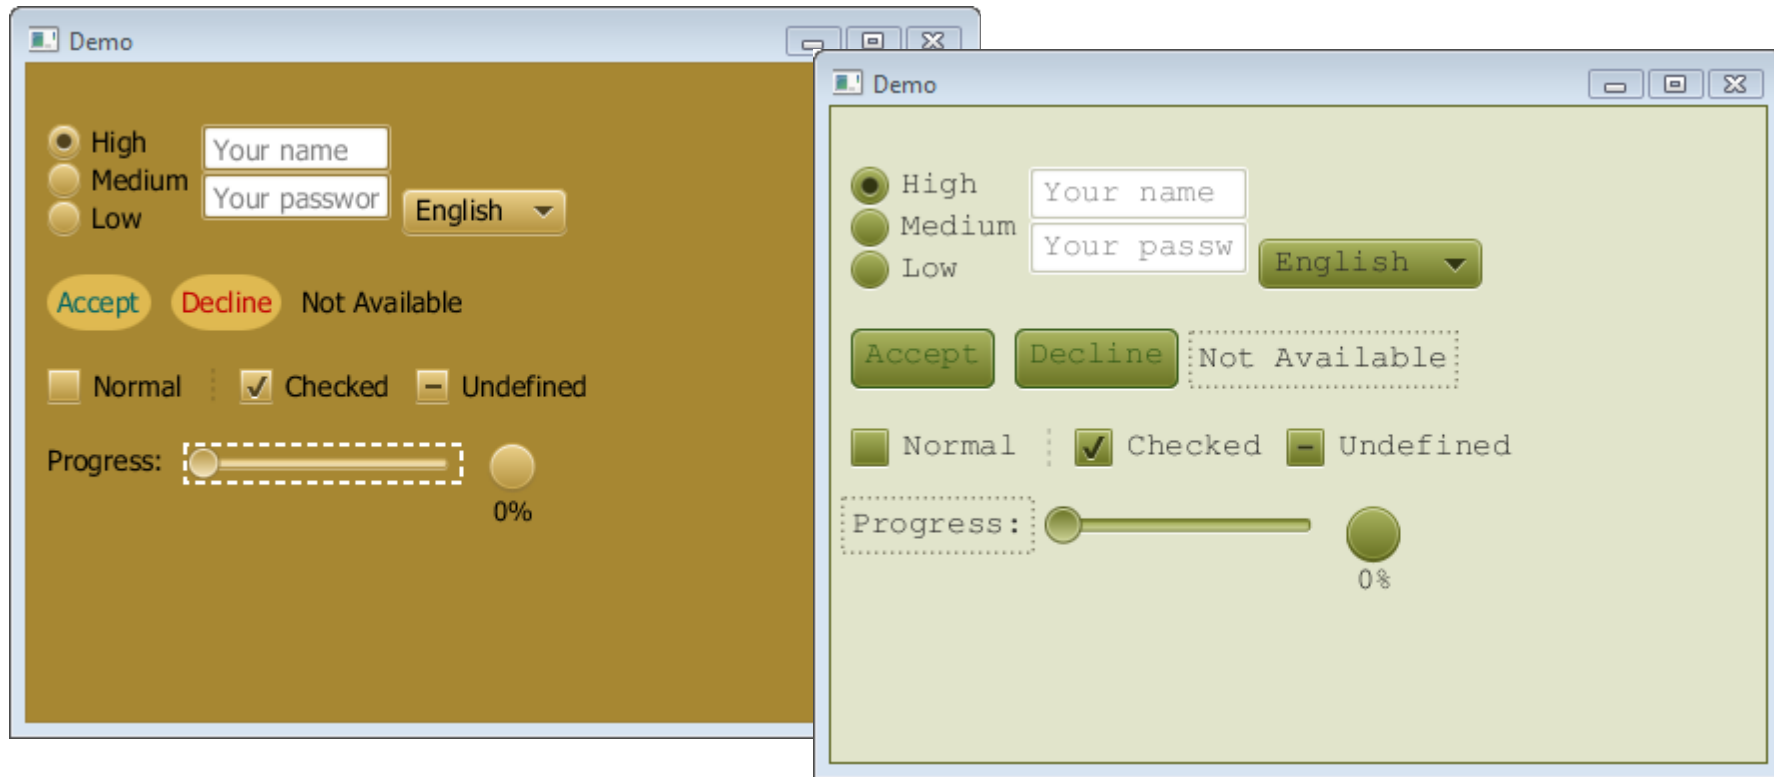 Demo
High
Your name
Medium
Your passwor
English
Low
Accept Decline Not Available
Normal Checked Undefined
Progress:
0%
Demo
High
Your name
Medium
Your passw
English
Low
Accept Decline Not Available
Normal Checked Undefined
Progress:
0%